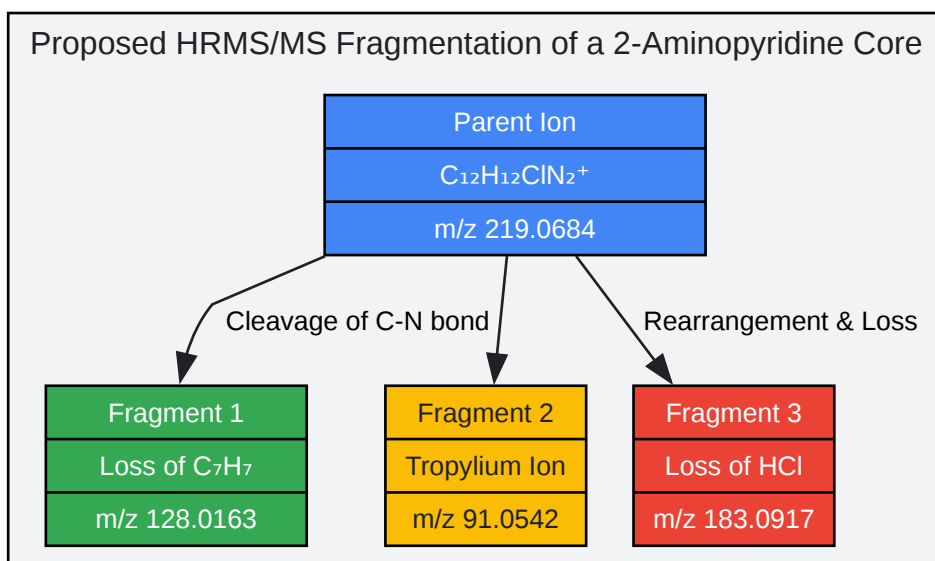 Proposed HRMS/MS Fragmentation of a 2-Aminopyridine Core
Parent Ion
C₁₂H₁₂ClN₂⁺
m/z 219.0684
Cleavage of C-N bond
Rearrangement & Loss
Fragment 1
Loss of C₇H₇
m/z 128.0163
Fragment 2
Tropylium Ion
m/z 91.0542
Fragment 3
Loss of HCl
m/z 183.0917